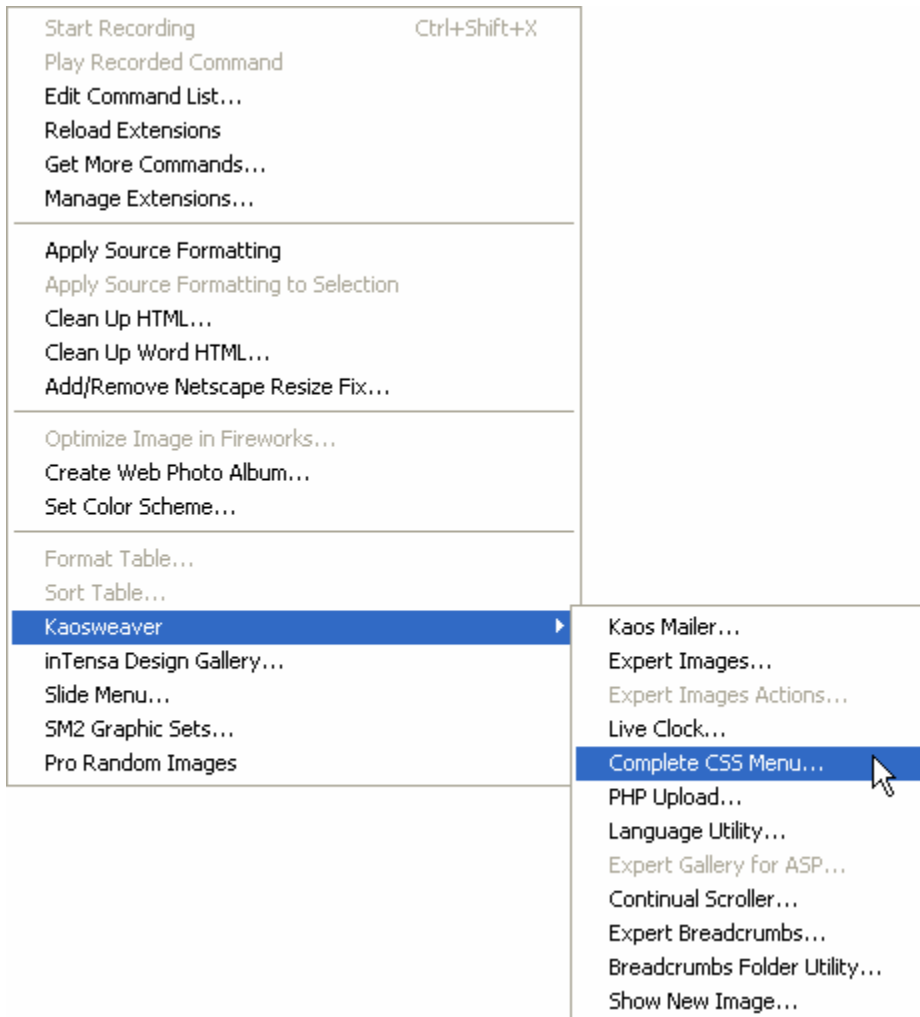 Start Recording Ctrl+Shift+X
Play Recorded Command
Edit Command List...
Reload Extensions
Get More Commands...
Manage Extensions...
Apply Source Formatting
Apply Source Formatting to Selection
Clean Up HTML...
Clean Up Word HTML...
Add/Remove Netscape Resize Fix...
Optimize Image in Fireworks...
Create Web Photo Album...
Set Color Scheme...
Format Table...
Sort Table...
Kaosweaver
inTensa Design Gallery...
Slide Menu...
SM2 Graphic Sets...
Pro Random Images
Kaos Mailer...
Expert Images...
Expert Images Actions...
Live Clock...
Complete CSS Menu...
PHP Upload...
Language Utility...
Expert Gallery for ASP...
Continual Scroller...
Expert Breadcrumbs...
Breadcrumbs Folder Utility...
Show New Image...